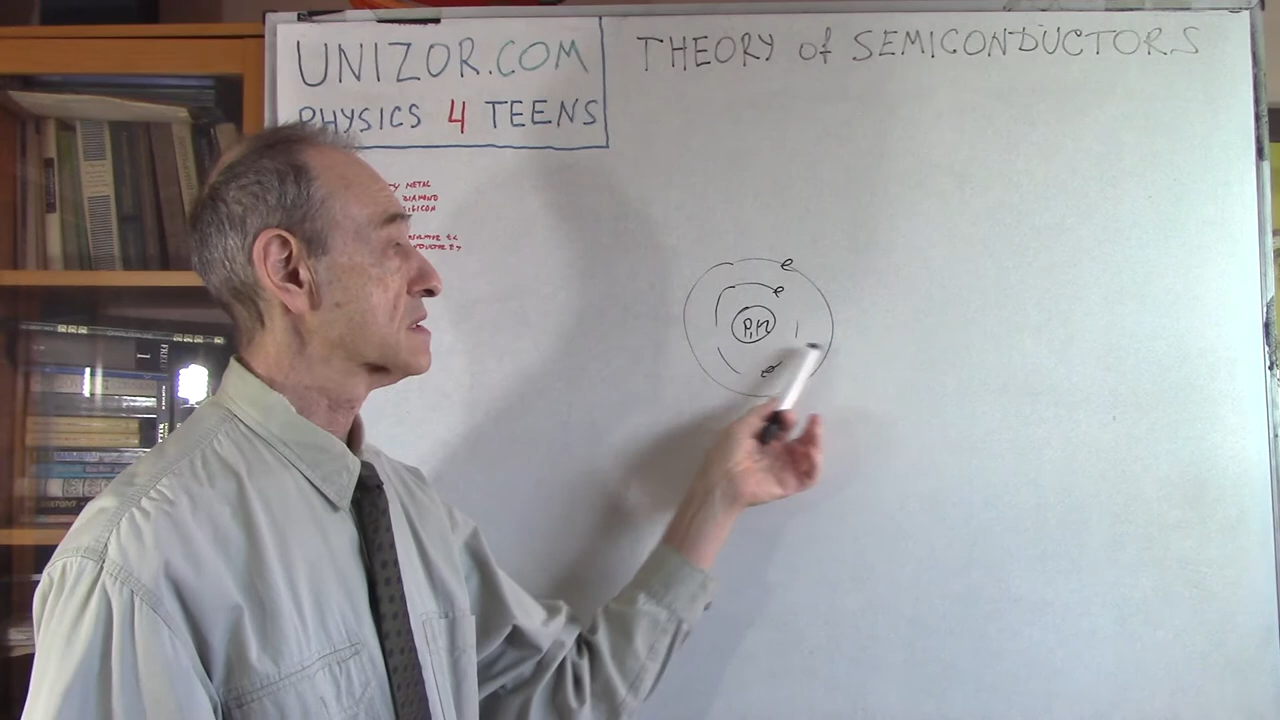 UNIZOR.COM
PHYSICS 4 TEENS
THEORY of SEMICONDUCTORS
METAL
DIAMOND
SILICON
e
e
P,n
e